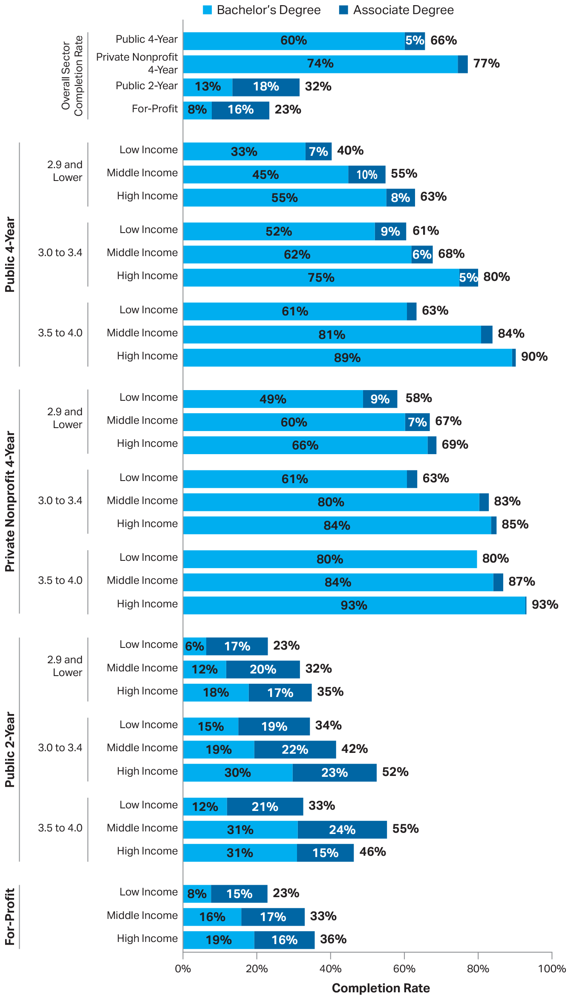 Bachelor’s Degree Associate Degree
Overall Sector
Completion Rate
Public 4-Year 60% 5% 66%
Private Nonprofit
4-Year 74% 77%
Public 2-Year 13% 18% 32%
For-Profit 8% 16% 23%
Public 4-Year
2.9 and
Lower
Low Income 33% 7% 40%
Middle Income 45% 10% 55%
High Income 55% 8% 63%
3.0 to 3.4
Low Income 52% 9% 61%
Middle Income 62% 6% 68%
High Income 75% 5% 80%
3.5 to 4.0
Low Income 61% 63%
Middle Income 81% 84%
High Income 89% 90%
Private Nonprofit 4-Year
2.9 and
Lower
Low Income 49% 9% 58%
Middle Income 60% 7% 67%
High Income 66% 69%
3.0 to 3.4
Low Income 61% 63%
Middle Income 80% 83%
High Income 84% 85%
3.5 to 4.0
Low Income 80% 80%
Middle Income 84% 87%
High Income 93% 93%
Public 2-Year
2.9 and
Lower
Low Income 6% 17% 23%
Middle Income 12% 20% 32%
High Income 18% 17% 35%
3.0 to 3.4
Low Income 15% 19% 34%
Middle Income 19% 22% 42%
High Income 30% 23% 52%
3.5 to 4.0
Low Income 12% 21% 33%
Middle Income 31% 24% 55%
High Income 31% 15% 46%
For-Profit
Low Income 8% 15% 23%
Middle Income 16% 17% 33%
High Income 19% 16% 36%
0% 20% 40% 60% 80% 100%
Completion Rate